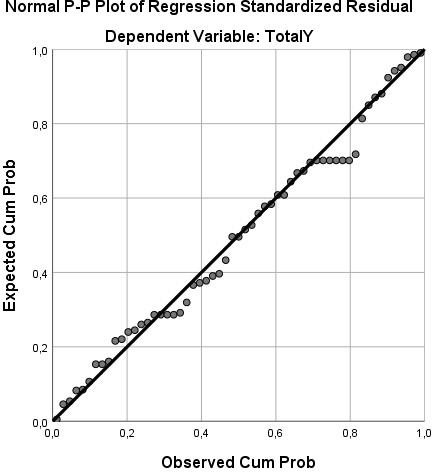 Normal P-P Plot of Regression Standardized Residual
Dependent Variable: TotalY
Expected Cum Prob
1,0
0,8
0,6
0,4
0,2
0,0
0,0 0,2 0,4 0,6 0,8 1,0
Observed Cum Prob